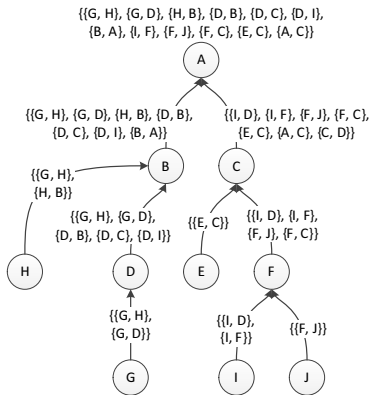 {{G, H}, {G, D}, {H, B}, {D, B}, {D, C}, {D, I},
{B, A}, {I, F}, {F, J}, {F, C}, {E, C}, {A, C}}
A
{{G, H}, {G, D}, {H, B}, {D, B},
{D, C}, {D, I}, {B, A}}
{{I, D}, {I, F}, {F, J}, {F, C},
{E, C}, {A, C}, {C, D}}
B
C
{{G, H},
{H, B}}
{{G, H}, {G, D},
{D, B}, {D, C}, {D, I}}
{{E, C}}
{{I, D}, {I, F},
{F, J}, {F, C}}
H
D
E
F
{{G, H},
{G, D}}
{{I, D},
{I, F}}
{{F, J}}
G
I
J